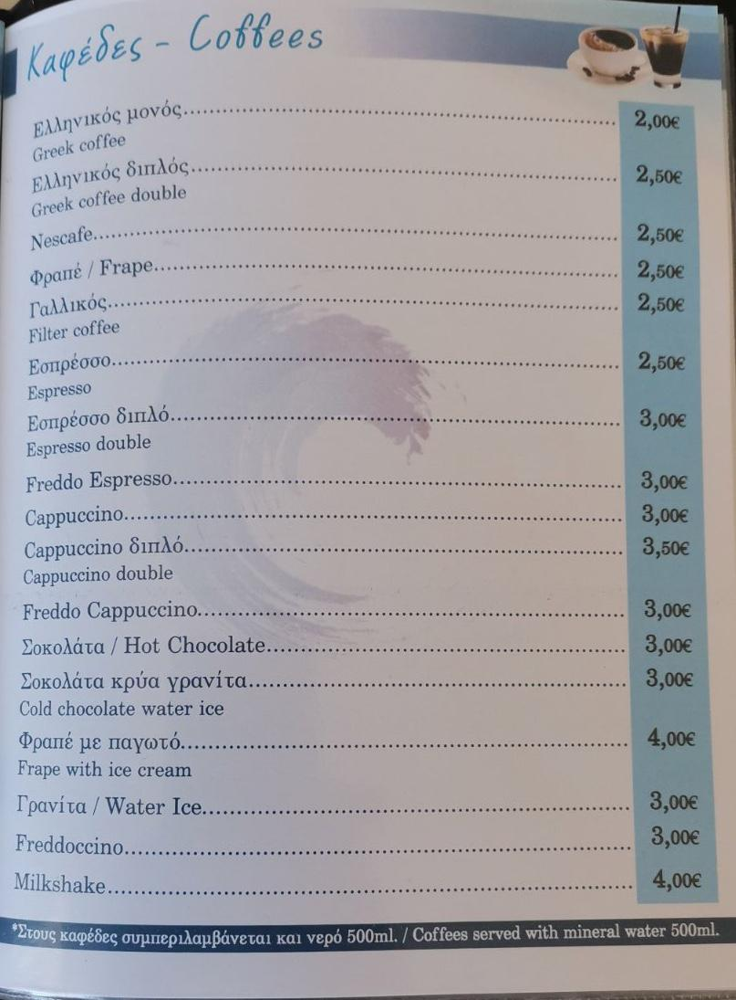 Καφέδες - Coffees
Ελληνικός μονός 2,00€
Greek coffee
Ελληνικός διπλός 2,50€
Greek coffee double
Nescafe 2,50€
Φραπέ / Frape 2,50€
Γαλλικός 2,50€
Filter coffee
Εσπρέσσο 2,50€
Espresso
Εσπρέσσο διπλό 3,00€
Espresso double
Freddo Espresso 3,00€
Cappuccino 3,00€
Cappuccino διπλό 3,50€
Cappuccino double
Freddo Cappuccino 3,00€
Σοκολάτα / Hot Chocolate 3,00€
Σοκολάτα κρύα γρανίτα 3,00€
Cold chocolate water ice
Φραπέ με παγωτό 4,00€
Frape with ice cream
Γρανίτα / Water Ice 3,00€
Freddoccino 3,00€
Milkshake 4,00€
*Στους καφέδες συμπεριλαμβάνεται και νερό 500ml. / Coffees served with mineral water 500ml.